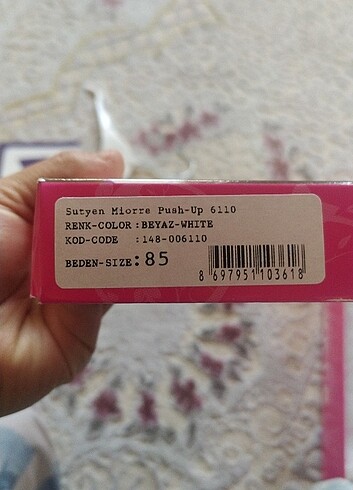 Sutyen Miorre Push-Up 6110
RENK-COLOR :BEYAZ-WHITE
KOD-CODE :148-006110
BEDEN-SIZE:85
8 697951 103618